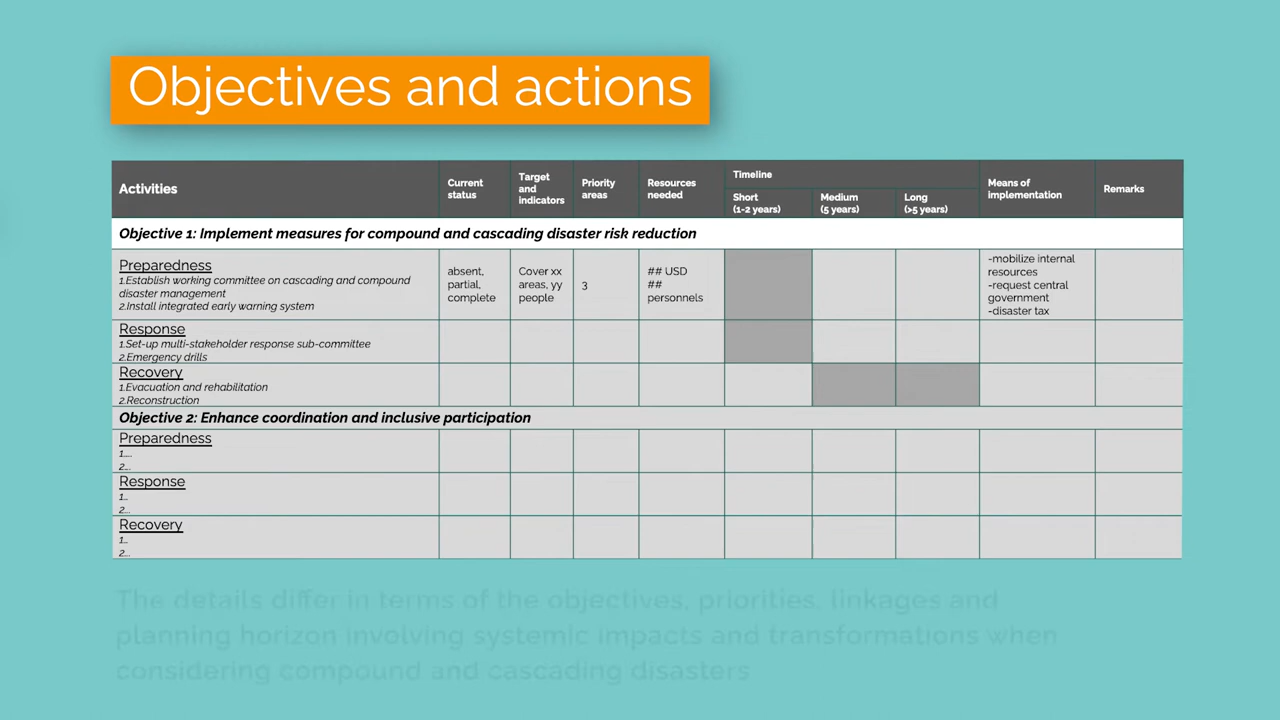 Objectives and actions
Activities
Current
status
Target
and
indicators
Priority
areas
Resources
needed
Timeline
Short
(1-2 years)
Medium
(5 years)
Long
(>5 years)
Means of
implementation
Remarks
Objective 1: Implement measures for compound and cascading disaster risk reduction
Preparedness
1.Establish working committee on cascading and compound
disaster management
2.Install integrated early warning system
absent,
partial,
complete
Cover xx
areas, yy
people
3
## USD
##
personnels
-mobilize internal
resources
-request central
government
-disaster tax
Response
1.Set-up multi-stakeholder response sub-committee
2.Emergency drills
Recovery
1.Evacuation and rehabilitation
2.Reconstruction
Objective 2: Enhance coordination and inclusive participation
Preparedness
1....
2...
Response
1...
2...
Recovery
1...
2...
The details differ in terms of the objectives, priorities, linkages and
planning horizon involving systemic impacts and transformations when
considering compound and cascading disasters